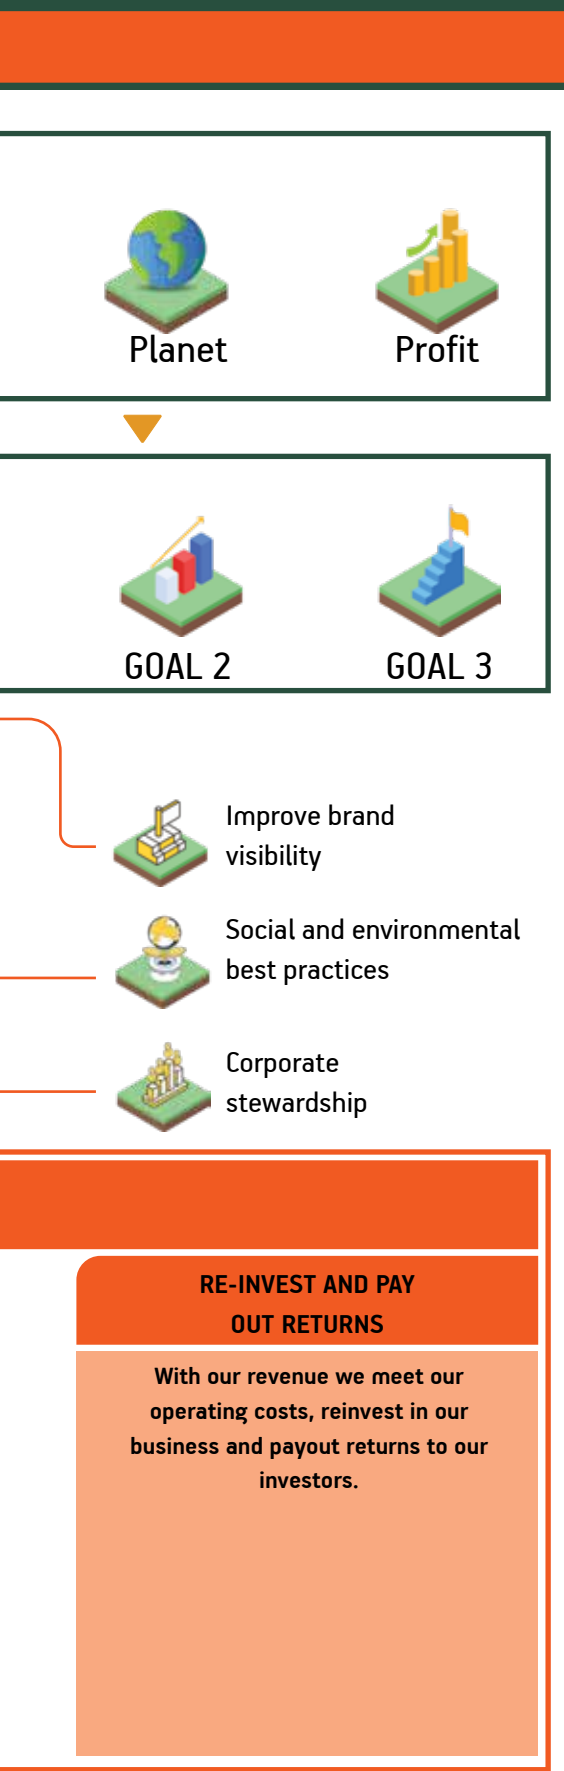 Planet
Profit
GOAL 2
GOAL 3
Improve brand
visibility
Social and environmental
best practices
Corporate
stewardship
RE-INVEST AND PAY
OUT RETURNS
With our revenue we meet our
operating costs, reinvest in our
business and payout returns to our
investors.